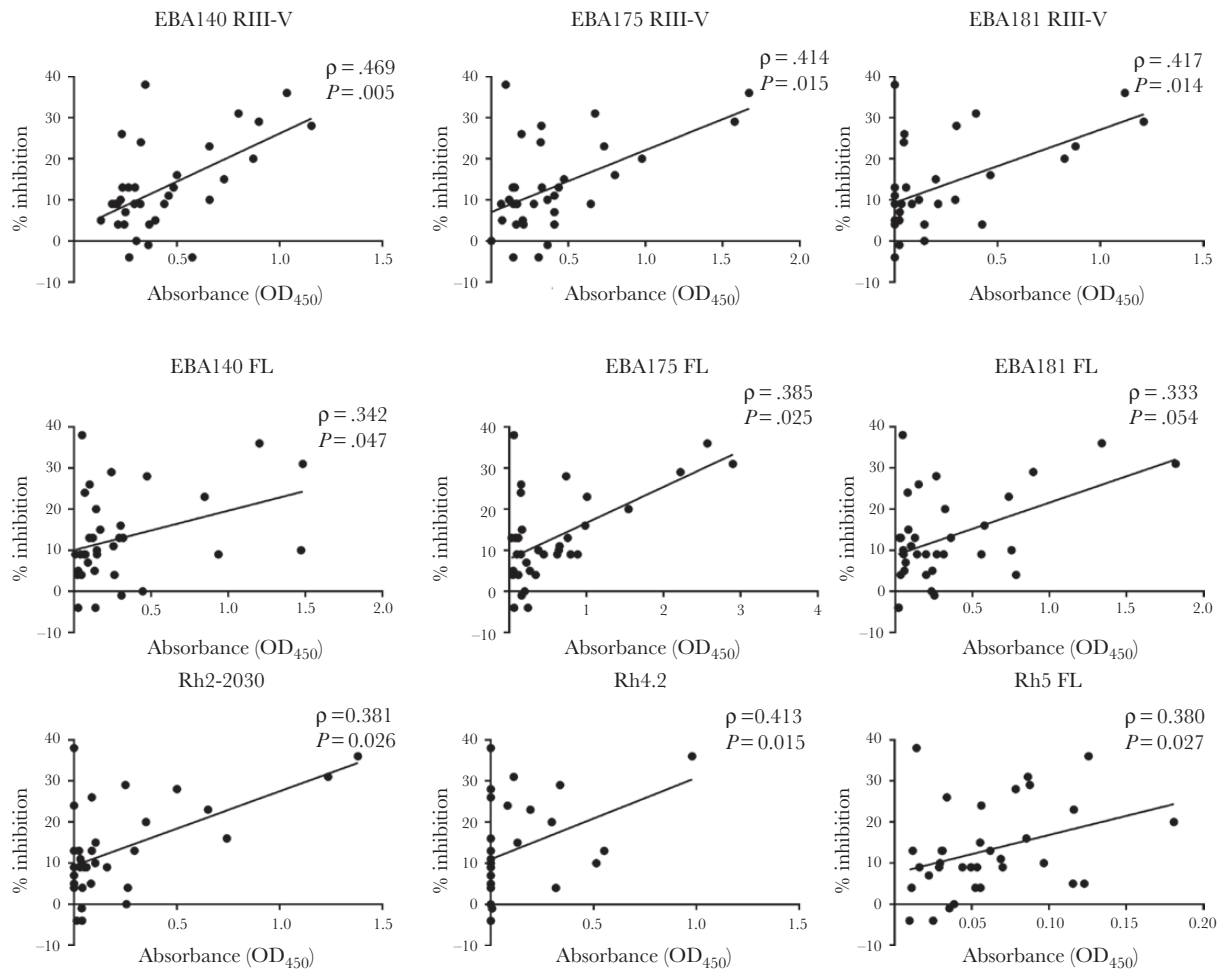 EBA140 RIII-V
ρ = .469
P = .005
% inhibition
40
30
20
10
0
−10
0.5
1.0
1.5
Absorbance (OD450)
EBA175 RIII-V
ρ = .414
P = .015
% inhibition
40
30
20
10
0
−10
0.5
1.0
1.5
2.0
Absorbance (OD450)
EBA181 RIII-V
ρ = .417
P = .014
% inhibition
40
30
20
10
0
−10
0.5
1.0
1.5
Absorbance (OD450)
EBA140 FL
ρ = .342
P = .047
% inhibition
40
30
20
10
0
−10
0.5
1.0
1.5
2.0
Absorbance (OD450)
EBA175 FL
ρ = .385
P = .025
% inhibition
40
30
20
10
0
−10
1
2
3
4
Absorbance (OD450)
EBA181 FL
ρ = .333
P = .054
% inhibition
40
30
20
10
0
−10
0.5
1.0
1.5
2.0
Absorbance (OD450)
Rh2-2030
ρ =0.381
P = 0.026
% inhibition
40
30
20
10
0
−10
0.5
1.0
1.5
Absorbance (OD450)
Rh4.2
ρ =0.413
P = 0.015
% inhibition
40
30
20
10
0
−10
0.5
1.0
1.5
Absorbance (OD450)
Rh5 FL
ρ = 0.380
P = 0.027
% inhibition
40
30
20
10
0
−10
0.05
0.10
0.15
0.20
Absorbance (OD450)